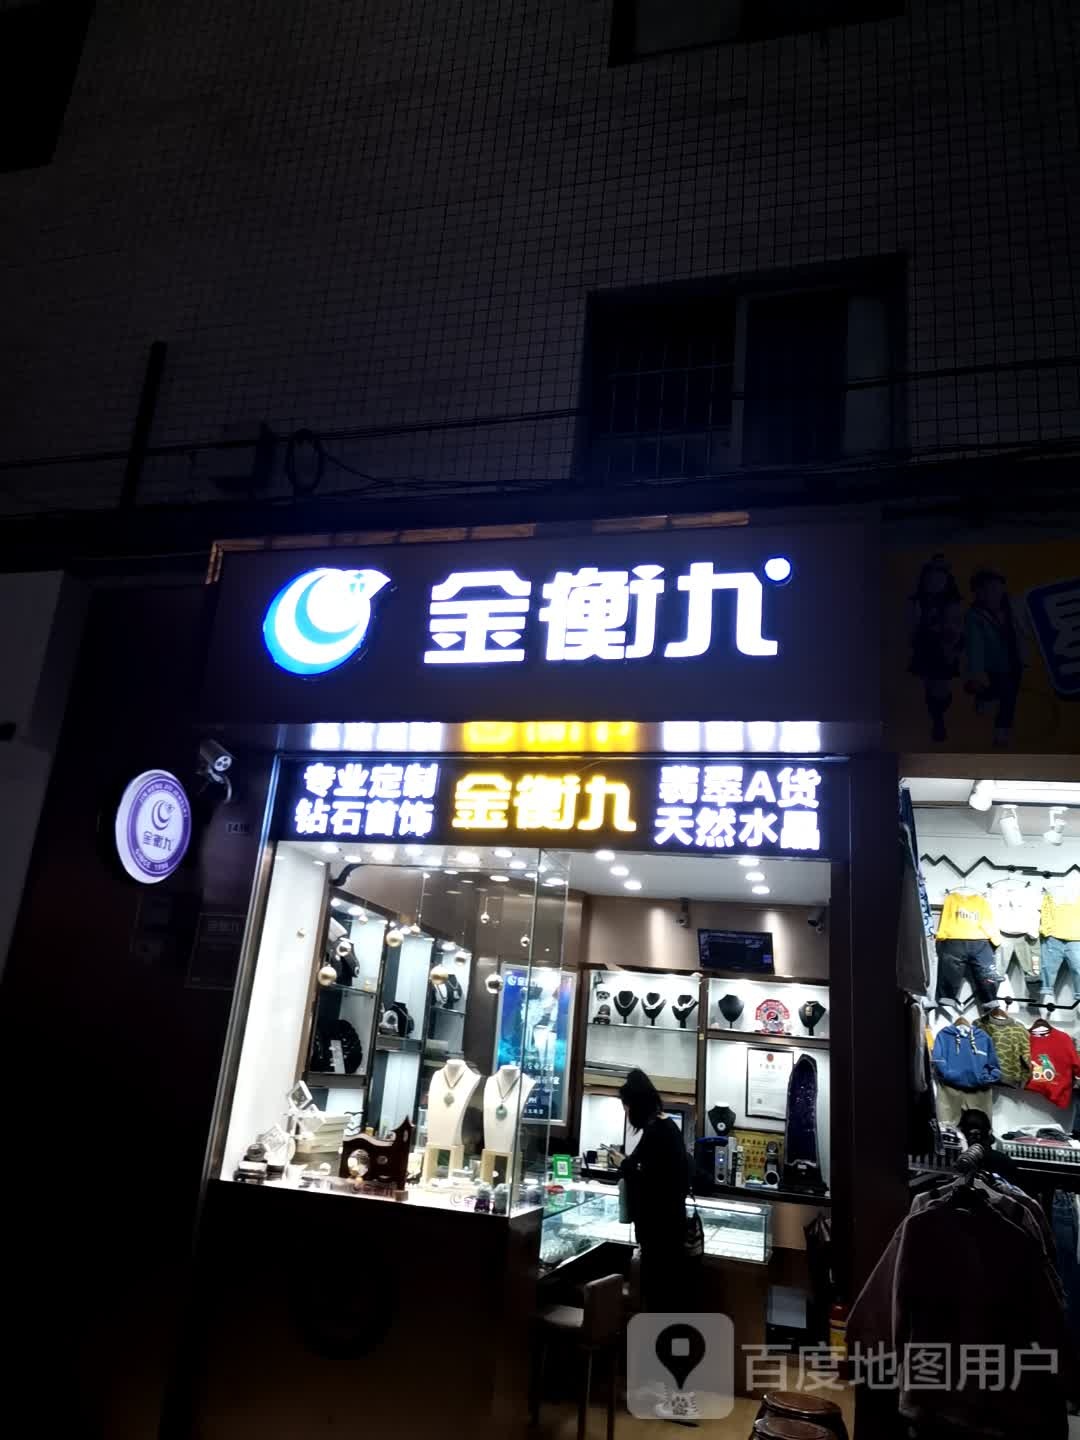 金衡九
专业定制
钻石首饰
金衡九
翡翠A货
天然水晶
金衡九
百度地图用户